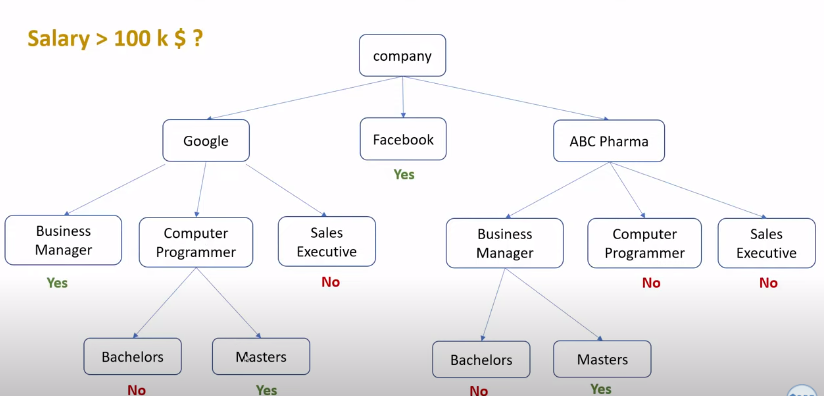 Salary > 100 k $ ?
company
Google
Facebook
ABC Pharma
Yes
Business
Manager
Computer
Programmer
Sales
Executive
Business
Manager
Computer
Programmer
Sales
Executive
Yes
No
No
No
Bachelors
Masters
Bachelors
Masters
No
Yes
No
Yes